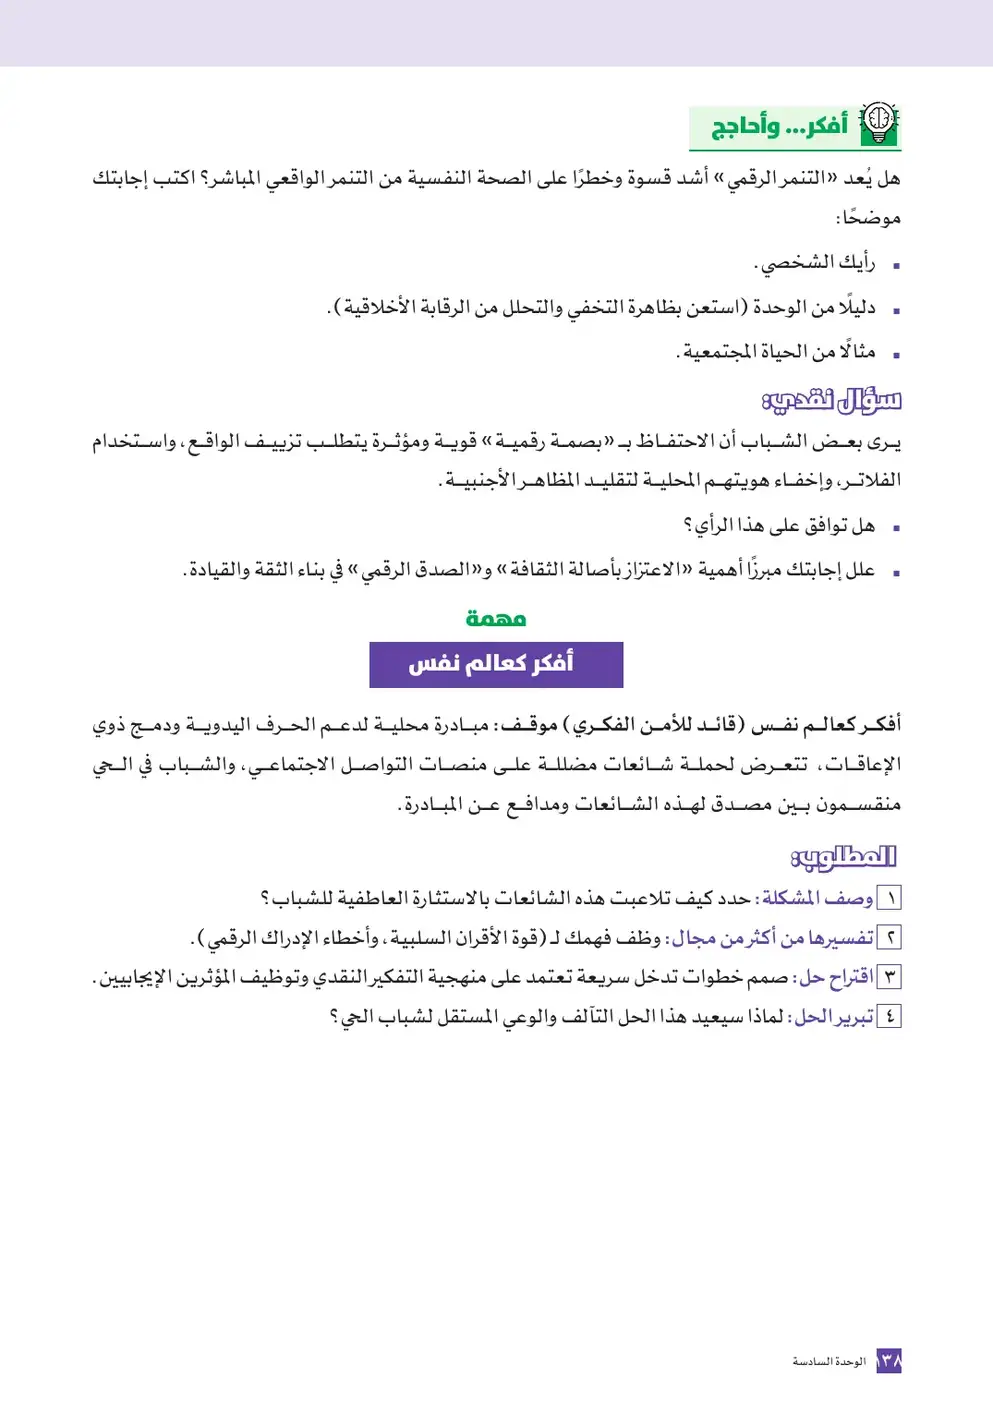 أفكر... وأحاجج
هل يُعد «التنمر الرقمي» أشد قسوة وخطرًا على الصحة النفسية من التنمر الواقعي المباشر؟ اكتب إجابتك
موضحًا:
▪ رأيك الشخصي.
▪ دليلًا من الوحدة (استعن بظاهرة التخفي والتحلل من الرقابة الأخلاقية).
▪ مثالًا من الحياة المجتمعية.
سؤال نقدي:
يرى بعض الشباب أن الاحتفاظ بـ «بصمة رقمية» قوية ومؤثرة يتطلب تزييف الواقع، واستخدام
الفلاتر، وإخفاء هويتهم المحلية لتقليد المظاهر الأجنبية.
▪ هل توافق على هذا الرأي؟
▪ علل إجابتك مبرزًا أهمية «الاعتزاز بأصالة الثقافة» و«الصدق الرقمي» في بناء الثقة والقيادة.
مهمة
أفكر كعالم نفس
أفكر كعالم نفس (قائد للأمن الفكري) موقف: مبادرة محلية لدعم الحرف اليدوية ودمج ذوي
الإعاقات، تتعرض لحملة شائعات مضللة على منصات التواصل الاجتماعي، والشباب في الحي
منقسمون بين مصدق لهذه الشائعات ومدافع عن المبادرة.
المطلوب:
١ وصف المشكلة: حدد كيف تلاعبت هذه الشائعات بالاستثارة العاطفية للشباب؟
٢ تفسيرها من أكثر من مجال: وظف فهمك لـ (قوة الأقران السلبية، وأخطاء الإدراك الرقمي).
٣ اقتراح حل: صمم خطوات تدخل سريعة تعتمد على منهجية التفكير النقدي وتوظيف المؤثرين الإيجابيين.
٤ تبرير الحل: لماذا سيعيد هذا الحل التآلف والوعي المستقل لشباب الحي؟
١٣٨ الوحدة السادسة